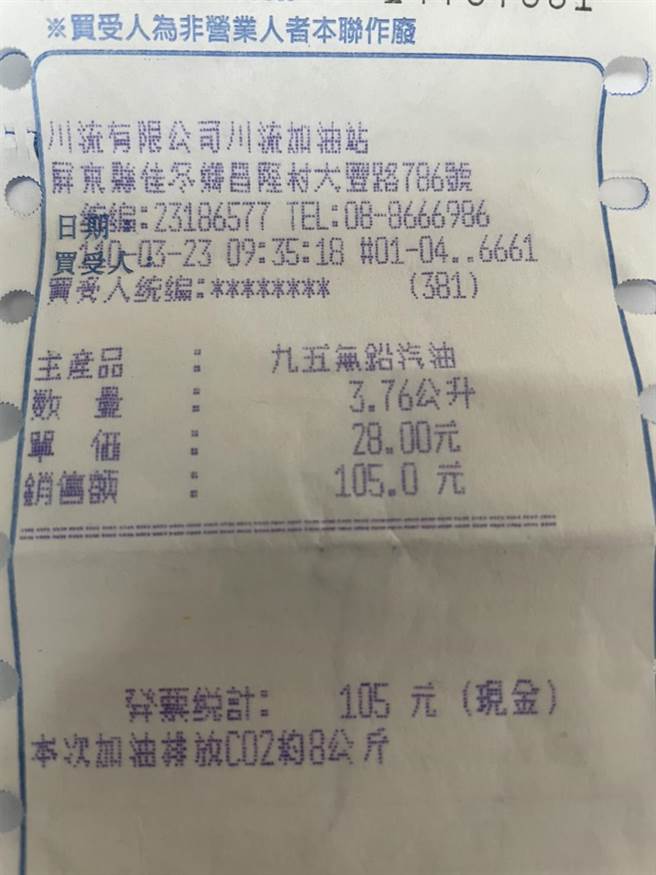 ※買受人為非營業人者本聯作廢
川流有限公司川流加油站
屏東縣佳冬鄉昌隆村大豐路786號
統編:23186577 TEL:08-8666986
日期:
110-03-23 09:35:18 #01-04..6661
買受人:
買受人統編:******** (381)
主產品 : 九五無鉛汽油
數 量 : 3.76公升
單 價 : 28.00元
銷售額 : 105.0 元
發票總計: 105 元(現金)
本次加油排放CO2約8公斤